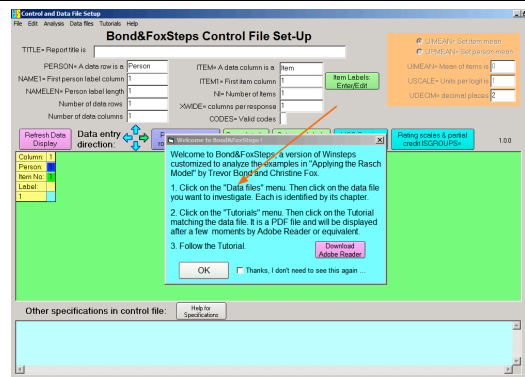 Control and Data File Setup
File Edit Analysis Data files Tutorials Help
Bond&FoxSteps Control File Set-Up
TITLE= Report title is
PERSON= A data row is a: Person
NAME1= First person label column 1
NAMELEN= Person label length 1
Number of data rows 1
Number of data columns 1
ITEM= A data column is a: Item
ITEM1= First item column 1
NI= Number of Items 1
XWIDE= columns per response 1
CODES= Valid codes
Item Labels:
Enter/Edit
UIMEAN= Set item
mean
UPMEAN= Set person
mean
UIMEAN= Mean of items is 0
USCALE= Units per logit is 1
UDECIM= decimal places 2
Refresh Data
Display
Data entry
direction:
Rating scales & partial
credit ISGROUPS=
1.0.0
Column: 1
Person: 1
Item No: 1
Label:
1
Welcome to Bond&FoxSteps !
Welcome to Bond&FoxSteps, a version of Winsteps
customized to analyze the examples in "Applying the Rasch
Model" by Trevor Bond and Christine Fox.
1. Click on the "Data files" menu. Then click on the data file
you want to investigate. Each is identified by its chapter.
2. Click on the "Tutorials" menu. Then click on the Tutorial
matching the data file. It is a PDF file and will be displayed
after a few moments by Adobe Reader or equivalent.
3. Follow the Tutorial.
Download
Adobe Reader
OK
Thanks, I don't need to see this again ...
Other specifications in control file:
Help for
Specifications